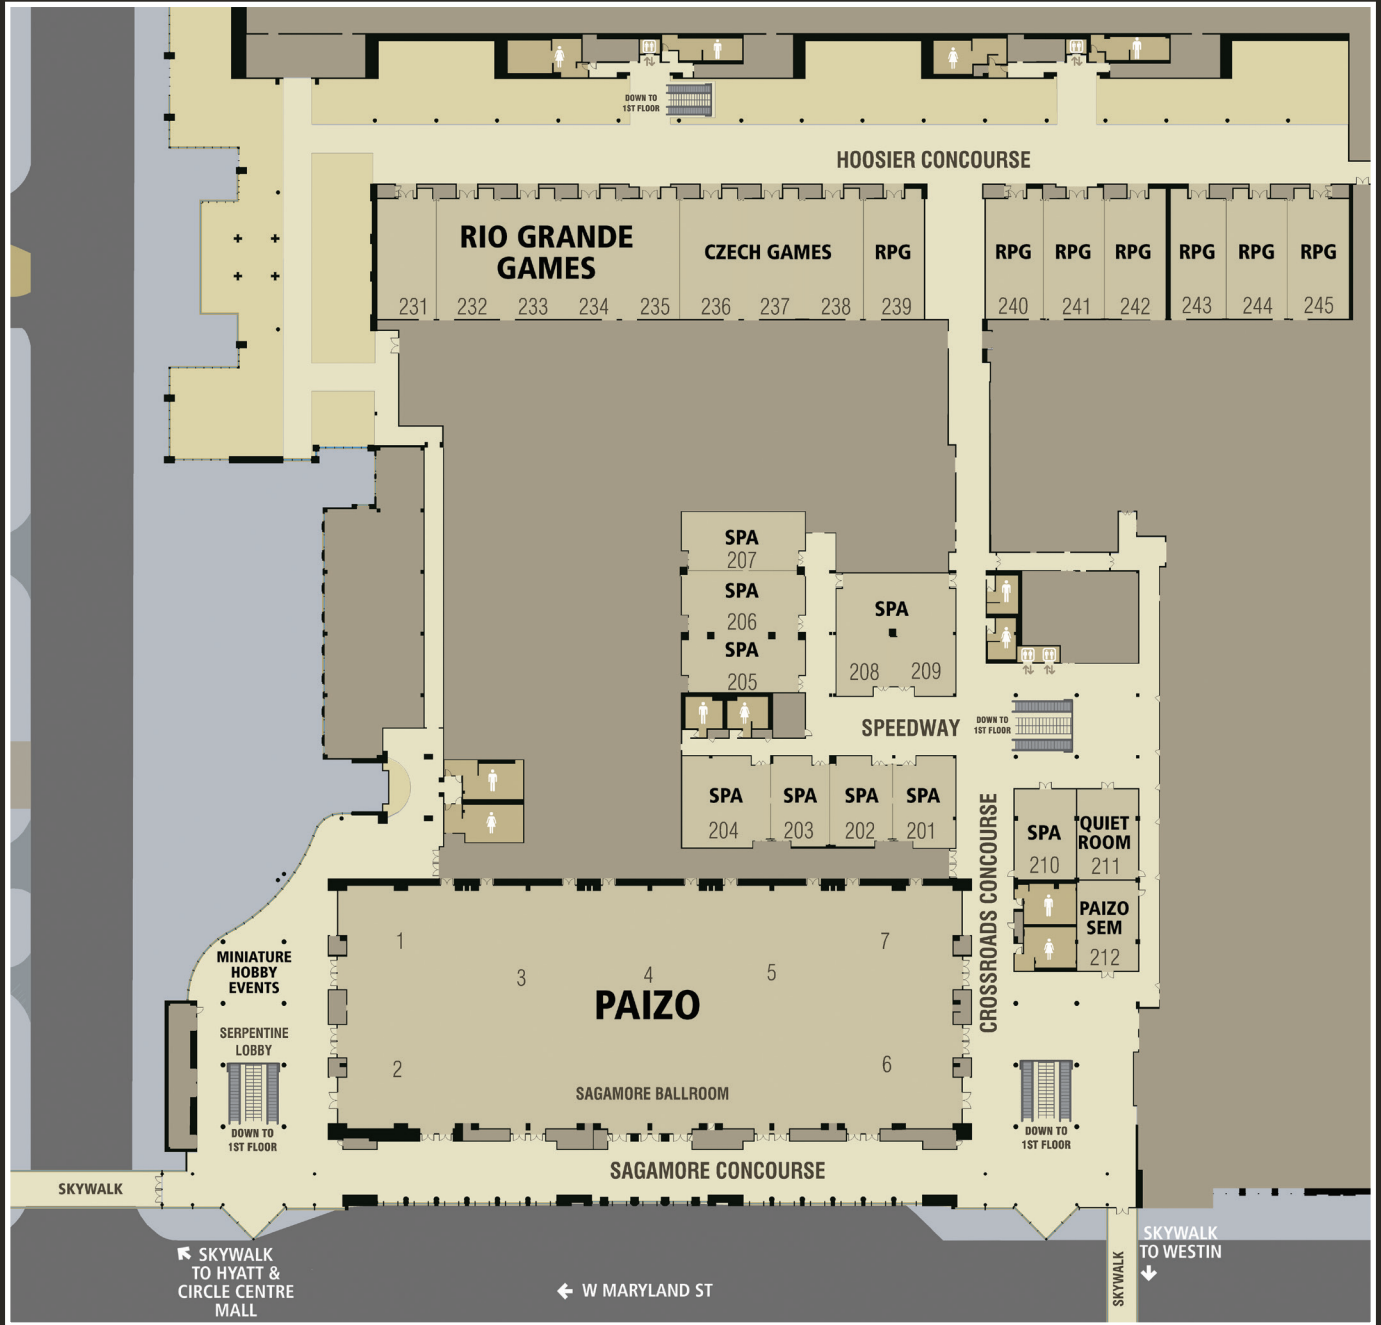 DOWN TO
1ST FLOOR
HOOSIER CONCOURSE
RIO GRANDE
GAMES
CZECH GAMES
RPG
RPG
RPG
RPG
RPG
RPG
RPG
231
232
233
234
235
236
237
238
239
240
241
242
243
244
245
SPA
207
SPA
206
SPA
205
SPA
208
209
SPEEDWAY
DOWN TO
1ST FLOOR
SPA
204
SPA
203
SPA
202
SPA
201
CROSSROADS CONCOURSE
SPA
210
QUIET
ROOM
211
PAIZO
SEM
212
MINIATURE
HOBBY
EVENTS
SERPENTINE
LOBBY
DOWN TO
1ST FLOOR
1
7
3
4
5
PAIZO
2
6
SAGAMORE BALLROOM
DOWN TO
1ST FLOOR
SAGAMORE CONCOURSE
SKYWALK
SKYWALK
TO HYATT &
CIRCLE CENTRE
MALL
W MARYLAND ST
SKYWALK
SKYWALK
TO WESTIN